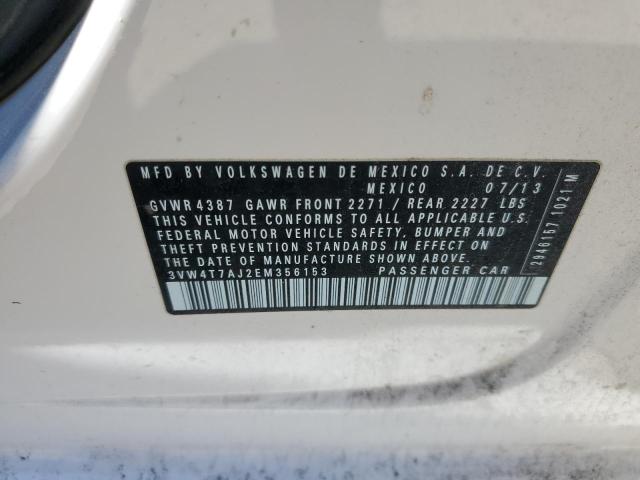 MFD BY VOLKSWAGEN DE MEXICO S.A. DE C.V.
MEXICO 07/13
GVWR 4387 GAWR FRONT 2271 / REAR 2227 LBS
THIS VEHICLE CONFORMS TO ALL APPLICABLE U.S.
FEDERAL MOTOR VEHICLE SAFETY, BUMPER AND
THEFT PREVENTION STANDARDS IN EFFECT ON THE
DATE OF MANUFACTURE SHOWN ABOVE.
3VW4T7AJ2EM356153 PASSENGER CAR
2946157 1021 M